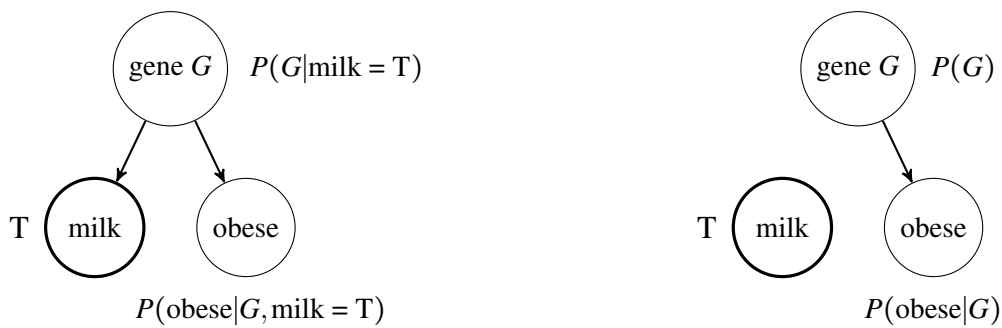 gene G P(G|milk = T)
T milk obese
P(obese|G, milk = T)
gene G P(G)
T milk obese
P(obese|G)